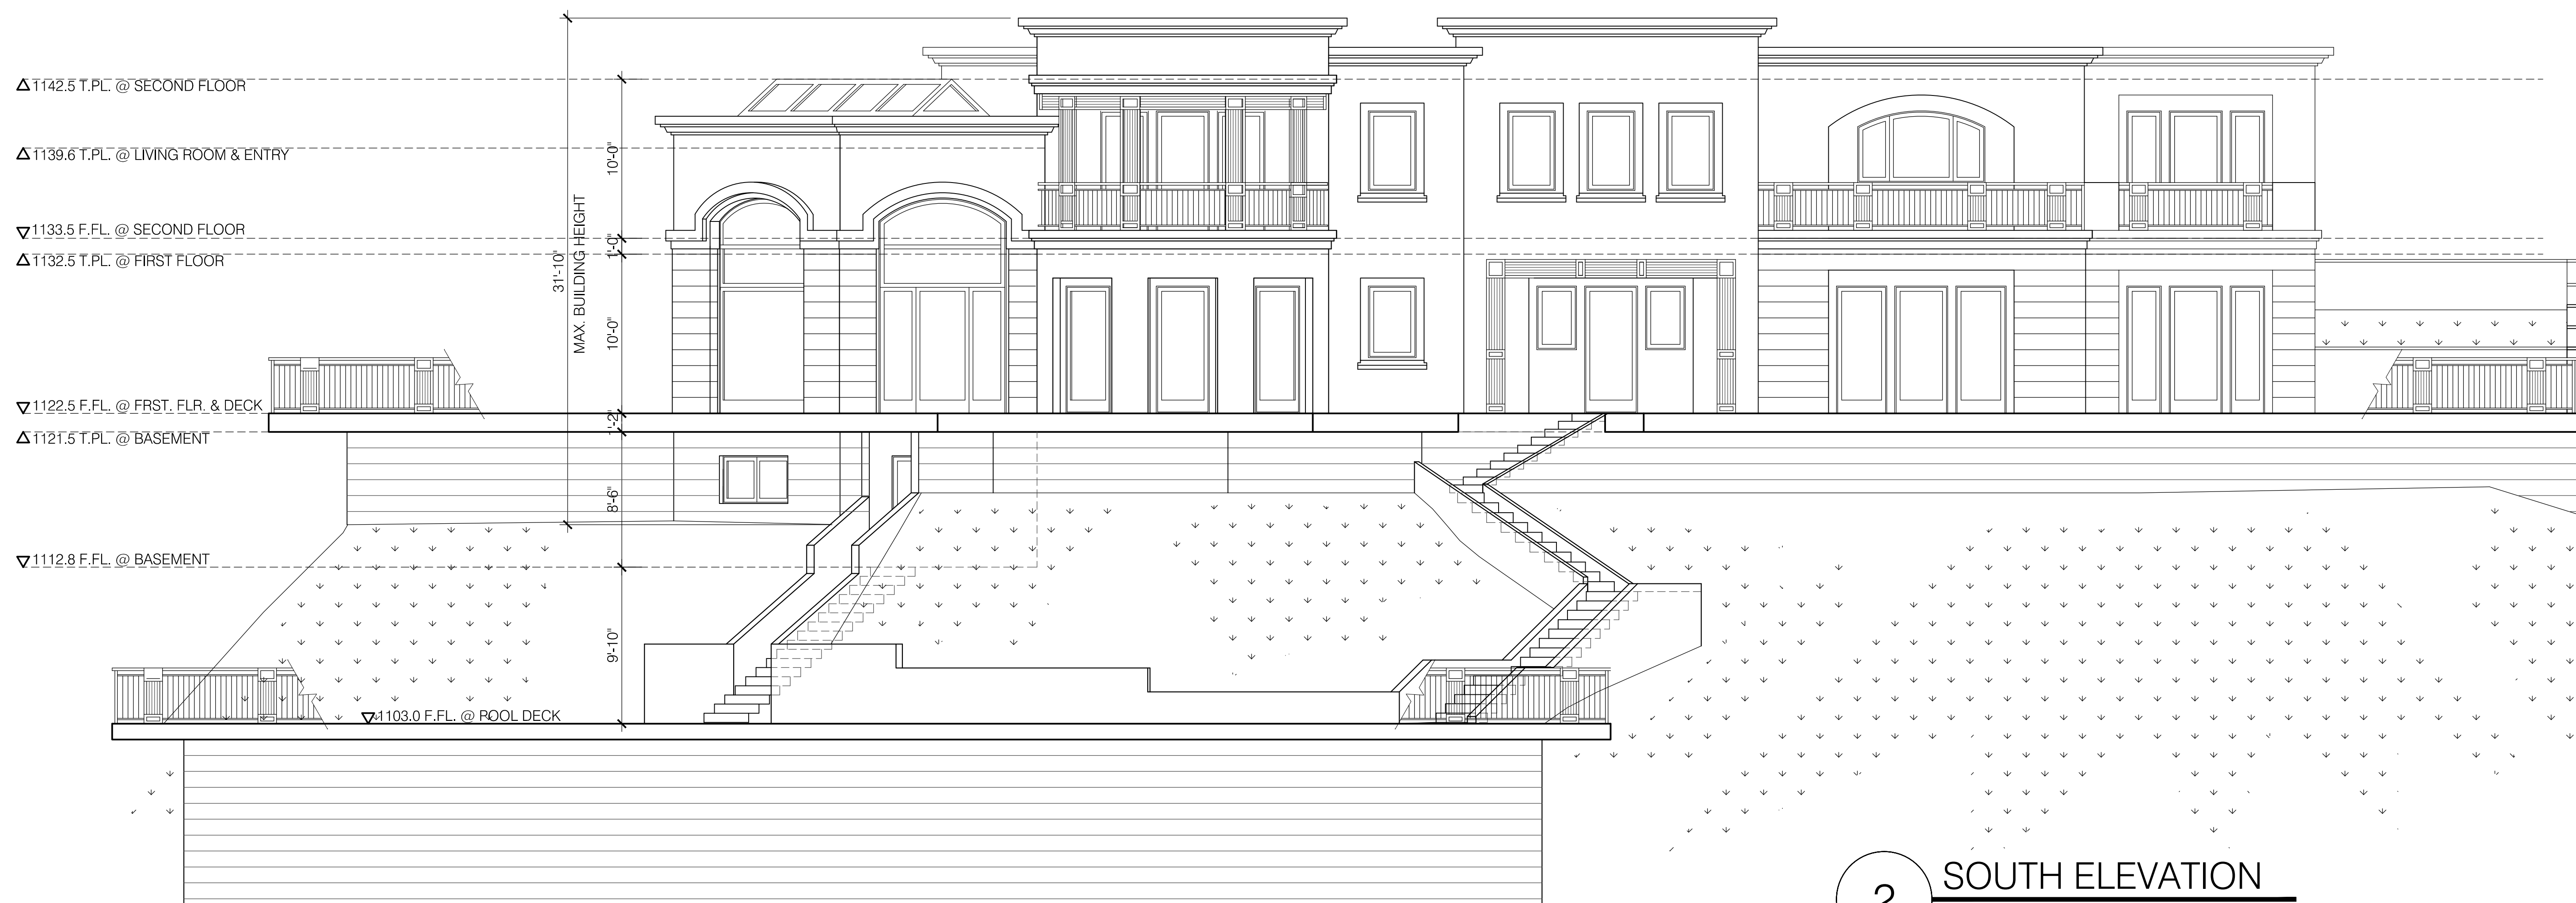 1142.5 T.PL. @ SECOND FLOOR
1139.6 T.PL. @ LIVING ROOM & ENTRY
1133.5 F.FL. @ SECOND FLOOR
1132.5 T.PL. @ FIRST FLOOR
1122.5 F.FL. @ FRST. FLR. & DECK
1121.5 T.PL. @ BASEMENT
1112.8 F.FL. @ BASEMENT
1103.0 F.FL. @ POOL DECK
31'-10"
MAX. BUILDING HEIGHT
10'-0"
1'-0"
10'-0"
1'-2"
8'-6"
9'-10"
2
SOUTH ELEVATION